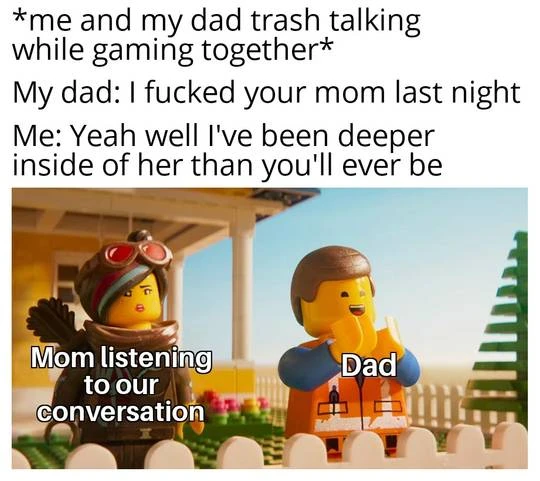 *me and my dad trash talking
while gaming together*
My dad: I fucked your mom last night
Me: Yeah well I've been deeper
inside of her than you'll ever be
Mom listening
to our
conversation
Dad